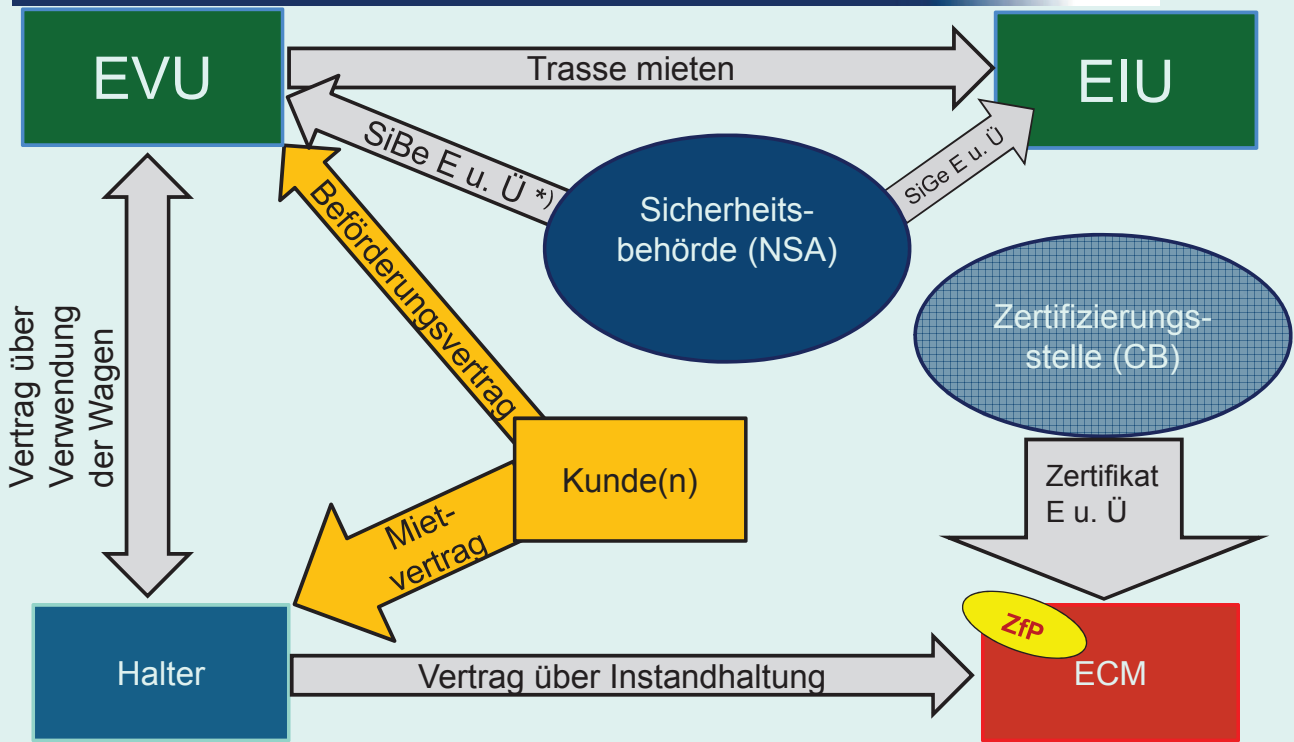 EVU
Trasse mieten
EIU
SiBe E u. Ü *)
SiGe E u. Ü
Sicherheits-
behörde (NSA)
Beförderungsvertrag
Zertifizierungs-
stelle (CB)
Vertrag über
Verwendung
der Wagen
Kunde(n)
Zertifikat
E u. Ü
Miet-
vertrag
ZfP
Halter
Vertrag über Instandhaltung
ECM